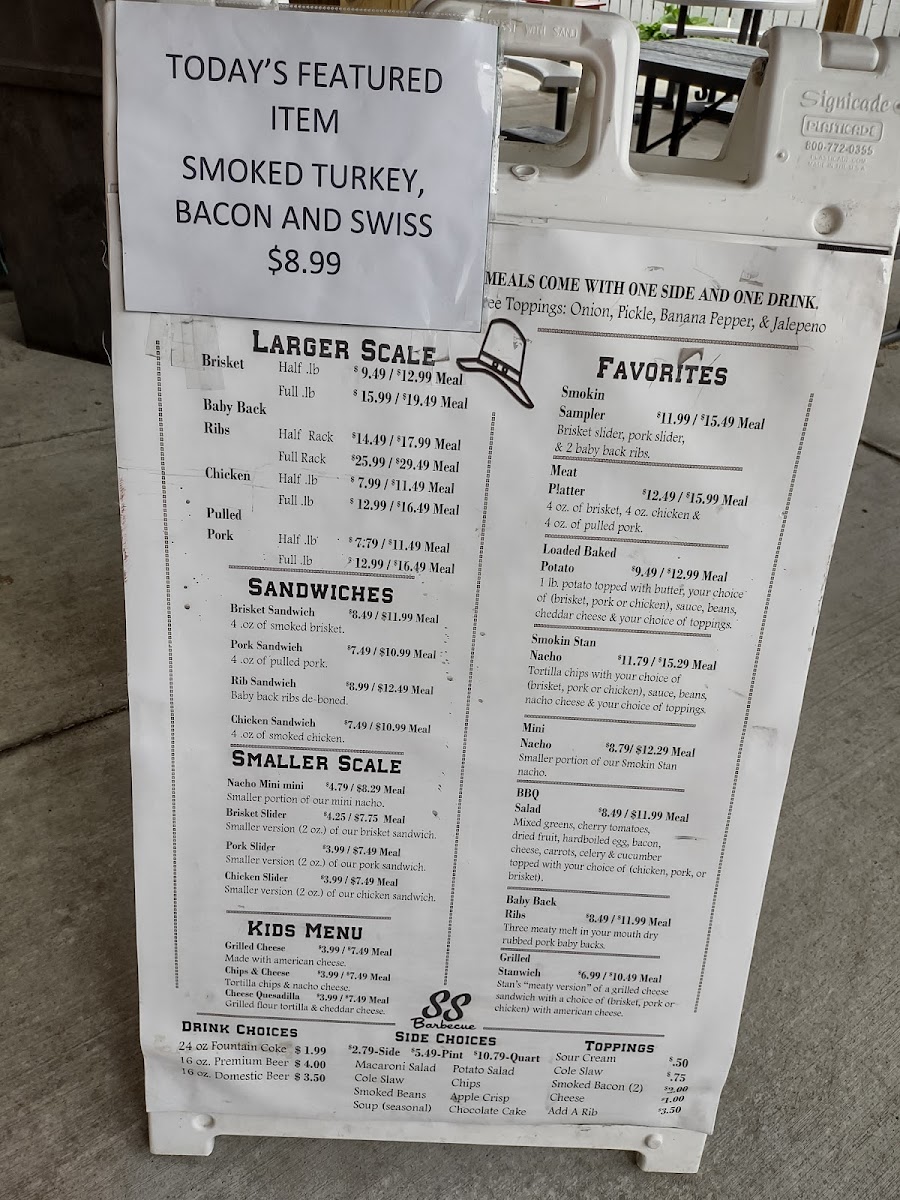 TODAY'S FEATURED
ITEM
SMOKED TURKEY,
BACON AND SWISS
$8.99
Signicade
PLASTICADE
800-772-0355
MEALS COME WITH ONE SIDE AND ONE DRINK.
ee Toppings: Onion, Pickle, Banana Pepper, & Jalepeno
LARGER SCALE
Brisket Half .lb $9.49 / $12.99 Meal
Full .lb $15.99 / $19.49 Meal
Baby Back
Ribs Half Rack $14.49 / $17.99 Meal
Full Rack $25.99 / $29.49 Meal
Chicken Half .lb $7.99 / $11.49 Meal
Full .lb $12.99 / $16.49 Meal
Pulled
Pork Half .lb $7.79 / $11.49 Meal
Full .lb $12.99 / $16.49 Meal
SANDWICHES
Brisket Sandwich $8.49 / $11.99 Meal
4 .oz of smoked brisket.
Pork Sandwich $7.49 / $10.99 Meal
4 .oz of pulled pork.
Rib Sandwich $8.99 / $12.49 Meal
Baby back ribs de-boned.
Chicken Sandwich $7.49 / $10.99 Meal
4 .oz of smoked chicken.
SMALLER SCALE
Nacho Mini mini $4.79 / $8.29 Meal
Smaller portion of our mini nacho.
Brisket Slider $4.25 / $7.75 Meal
Smaller version (2 oz.) of our brisket sandwich.
Pork Slider $3.99 / $7.49 Meal
Smaller version (2 oz.) of our pork sandwich.
Chicken Slider $3.99 / $7.49 Meal
Smaller version (2 oz.) of our chicken sandwich.
KIDS MENU
Grilled Cheese $3.99 / $7.49 Meal
Made with american cheese.
Chips & Cheese $3.99 / $7.49 Meal
Tortilla chips & nacho cheese.
Cheese Quesadilla $3.99 / $7.49 Meal
Grilled flour tortilla & cheddar cheese.
FAVORITES
Smokin
Sampler $11.99 / $15.49 Meal
Brisket slider, pork slider,
& 2 baby back ribs.
Meat
Platter $12.49 / $15.99 Meal
4 oz. of brisket, 4 oz. chicken &
4 oz. of pulled pork.
Loaded Baked
Potato $9.49 / $12.99 Meal
1 lb. potato topped with butter, your choice
of (brisket, pork or chicken), sauce, beans,
cheddar cheese & your choice of toppings.
Smokin Stan
Nacho $11.79 / $15.29 Meal
Tortilla chips with your choice of
(brisket, pork or chicken), sauce, beans,
nacho cheese & your choice of toppings.
Mini
Nacho $8.79/ $12.29 Meal
Smaller portion of our Smokin Stan
nacho.
BBQ
Salad $8.49 / $11.99 Meal
Mixed greens, cherry tomatoes,
dried fruit, hardboiled egg, bacon,
cheese, carrots, celery & cucumber
topped with your choice of (chicken, pork, or
brisket).
Baby Back
Ribs $8.49 / $11.99 Meal
Three meaty melt in your mouth dry
rubbed pork baby backs.
Grilled
Stanwich $6.99 / $10.49 Meal
Stan's "meaty version" of a grilled cheese
sandwich with a choice of (brisket, pork or
chicken) with american cheese.
SS
Barbecue
DRINK CHOICES
24 oz Fountain Coke $ 1.99
16 oz. Premium Beer $ 4.00
16 oz. Domestic Beer $ 3.50
SIDE CHOICES
$2.79-Side $5.49-Pint $10.79-Quart
Macaroni Salad Potato Salad
Cole Slaw Chips
Smoked Beans Apple Crisp
Soup (seasonal) Chocolate Cake
TOPPINGS
Sour Cream $.50
Cole Slaw $.75
Smoked Bacon (2) $2.00
Cheese $1.00
Add A Rib $3.50